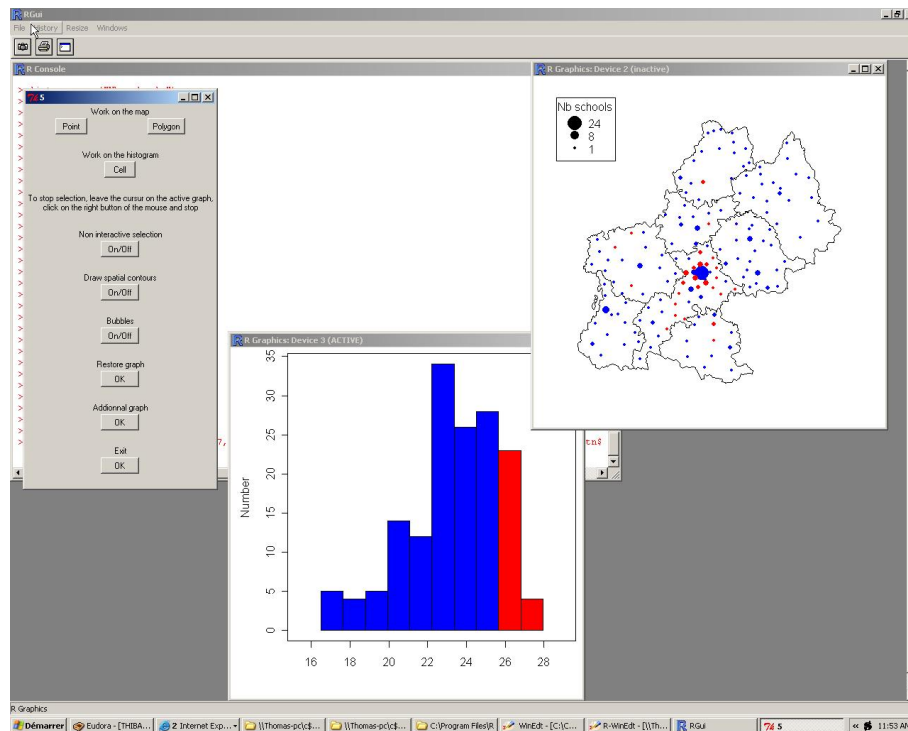 RGui
File History Resize Windows
R Console
R Graphics: Device 2 (inactive)
5
Work on the map
Point Polygon
Work on the histogram
Cell
To stop selection, leave the cursur on the active graph,
click on the right button of the mouse and stop
Non interactive selection
On/Off
Draw spatial contours
On/Off
Bubbles
On/Off
Restore graph
OK
Addionnal graph
OK
Exit
OK
Nb schools
24
8
1
R Graphics: Device 3 (ACTIVE)
Number
35
30
25
20
15
10
5
0
16 18 20 22 24 26 28
R Graphics
Démarrer Eudora - [THIBA... 2 Internet Exp... \\Thomas-pc\c$... \\Thomas-pc\c$... C:\Program Files\R WinEdt - [C:\C... R-WinEdt - [\\Th... RGui 5 11:53 AM